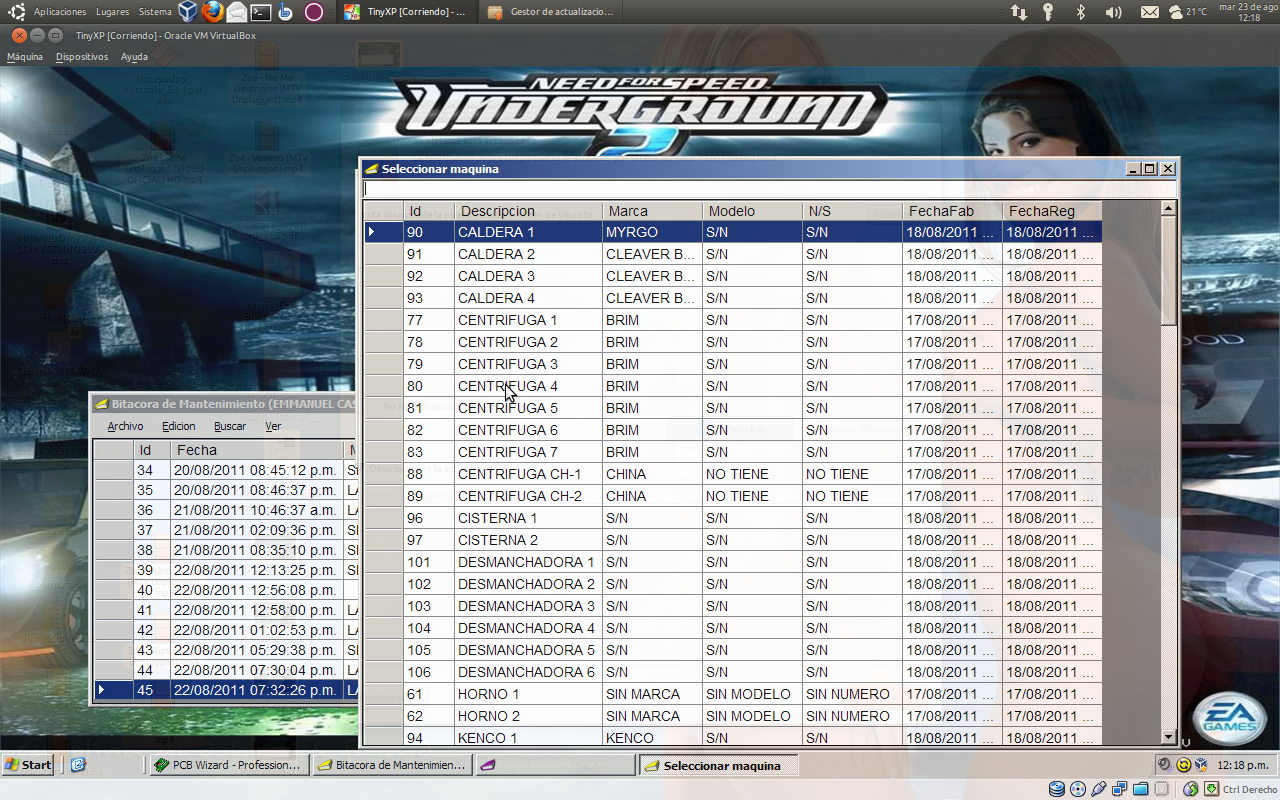 Aplicaciones Lugares Sistema TinyXP [Corriendo] - ... Gestor de actualizacio... 21°C mar 23 de ago 12:18
TinyXP [Corriendo] - Oracle VM VirtualBox
Máquina Dispositivos Ayuda
NEED FOR SPEED
UNDERGROUND
2
Seleccionar maquina
Id Descripcion Marca Modelo N/S FechaFab FechaReg
90 CALDERA 1 MYRGO S/N S/N 18/08/2011 ... 18/08/2011 ...
91 CALDERA 2 CLEAVER B... S/N S/N 18/08/2011 ... 18/08/2011 ...
92 CALDERA 3 CLEAVER B... S/N S/N 18/08/2011 ... 18/08/2011 ...
93 CALDERA 4 CLEAVER B... S/N S/N 18/08/2011 ... 18/08/2011 ...
77 CENTRIFUGA 1 BRIM S/N S/N 17/08/2011 ... 17/08/2011 ...
78 CENTRIFUGA 2 BRIM S/N S/N 17/08/2011 ... 17/08/2011 ...
79 CENTRIFUGA 3 BRIM S/N S/N 17/08/2011 ... 17/08/2011 ...
80 CENTRIFUGA 4 BRIM S/N S/N 17/08/2011 ... 17/08/2011 ...
81 CENTRIFUGA 5 BRIM S/N S/N 17/08/2011 ... 17/08/2011 ...
82 CENTRIFUGA 6 BRIM S/N S/N 17/08/2011 ... 17/08/2011 ...
83 CENTRIFUGA 7 BRIM S/N S/N 17/08/2011 ... 17/08/2011 ...
88 CENTRIFUGA CH-1 CHINA NO TIENE NO TIENE 17/08/2011 ... 17/08/2011 ...
89 CENTRIFUGA CH-2 CHINA NO TIENE NO TIENE 17/08/2011 ... 17/08/2011 ...
96 CISTERNA 1 S/N S/N S/N 18/08/2011 ... 18/08/2011 ...
97 CISTERNA 2 S/N S/N S/N 18/08/2011 ... 18/08/2011 ...
101 DESMANCHADORA 1 S/N S/N S/N 18/08/2011 ... 18/08/2011 ...
102 DESMANCHADORA 2 S/N S/N S/N 18/08/2011 ... 18/08/2011 ...
103 DESMANCHADORA 3 S/N S/N S/N 18/08/2011 ... 18/08/2011 ...
104 DESMANCHADORA 4 S/N S/N S/N 18/08/2011 ... 18/08/2011 ...
105 DESMANCHADORA 5 S/N S/N S/N 18/08/2011 ... 18/08/2011 ...
106 DESMANCHADORA 6 S/N S/N S/N 18/08/2011 ... 18/08/2011 ...
61 HORNO 1 SIN MARCA SIN MODELO SIN NUMERO 17/08/2011 ... 17/08/2011 ...
62 HORNO 2 SIN MARCA SIN MODELO SIN NUMERO 17/08/2011 ... 17/08/2011 ...
94 KENCO 1 KENCO S/N S/N 18/08/2011 ... 18/08/2011 ...
Bitacora de Mantenimiento (EMMANUEL CAS
Archivo Edicion Buscar Ver
Id Fecha
34 20/08/2011 08:45:12 p.m.
35 20/08/2011 08:46:37 p.m. LA
36 21/08/2011 10:46:37 a.m. LA
37 21/08/2011 02:09:36 p.m.
38 21/08/2011 08:35:10 p.m.
39 22/08/2011 12:13:25 p.m.
40 22/08/2011 12:56:08 p.m.
41 22/08/2011 12:58:00 p.m. LA
42 22/08/2011 01:02:53 p.m. LA
43 22/08/2011 05:29:38 p.m.
44 22/08/2011 07:30:04 p.m. LA
45 22/08/2011 07:32:26 p.m. LA
EA
GAMES
Start PCB Wizard - Profession... Bitacora de Mantenimien... Seleccionar maquina 12:18 p.m.
Ctrl Derecho